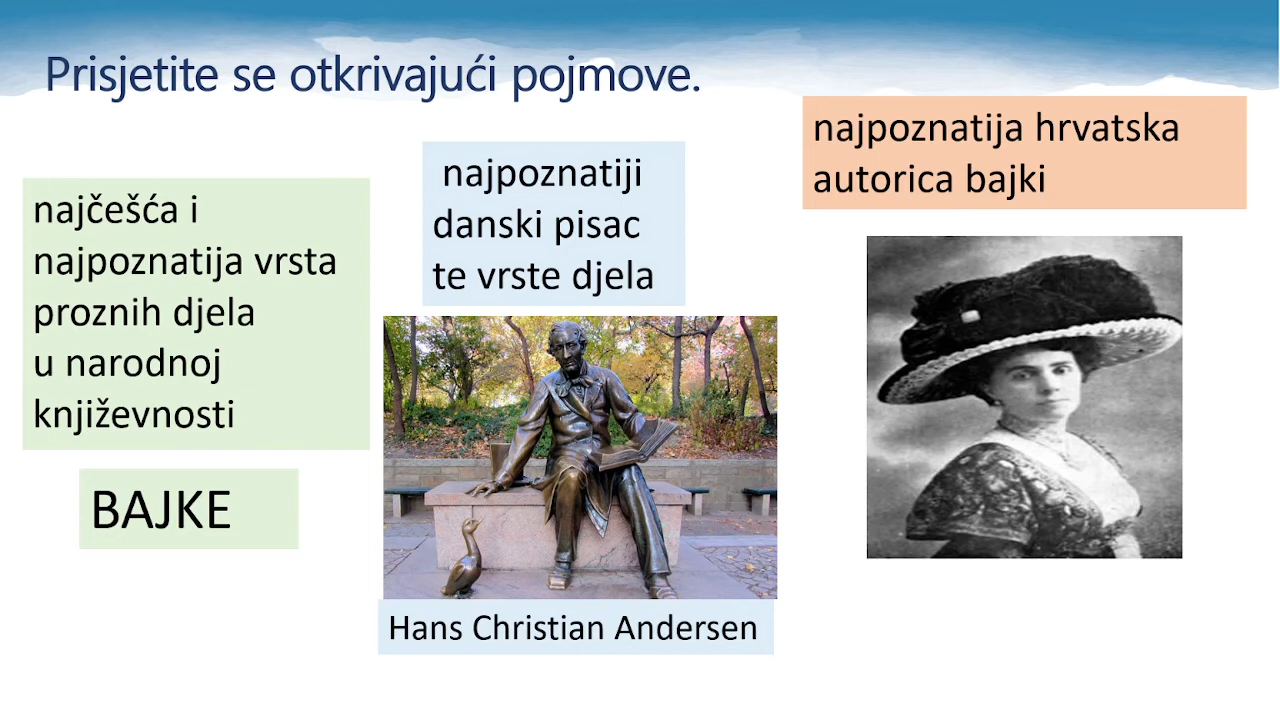 Prisjetite se otkrivajući pojmove.
najčešća i
najpoznatija vrsta
proznih djela
u narodnoj
književnosti
BAJKE
najpoznatiji
danski pisac
te vrste djela
Hans Christian Andersen
najpoznatija hrvatska
autorica bajki